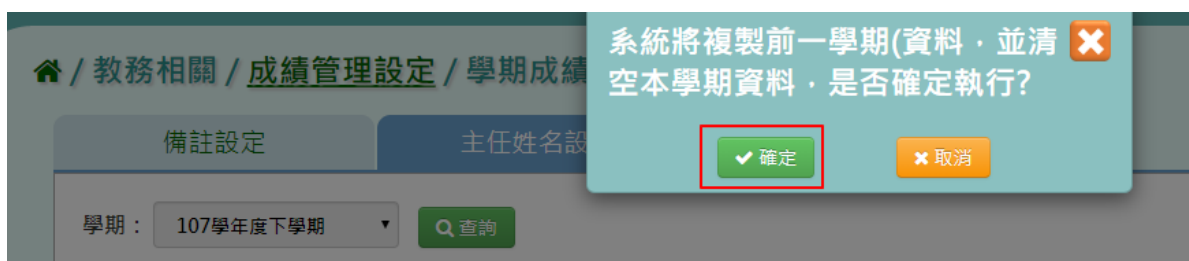 系統將複製前一學期(資料，並清
空本學期資料，是否確定執行?
確定
取消
/ 教務相關 / 成績管理設定 / 學期成績
備註設定
主任姓名設
學期：
107學年度下學期
查詢